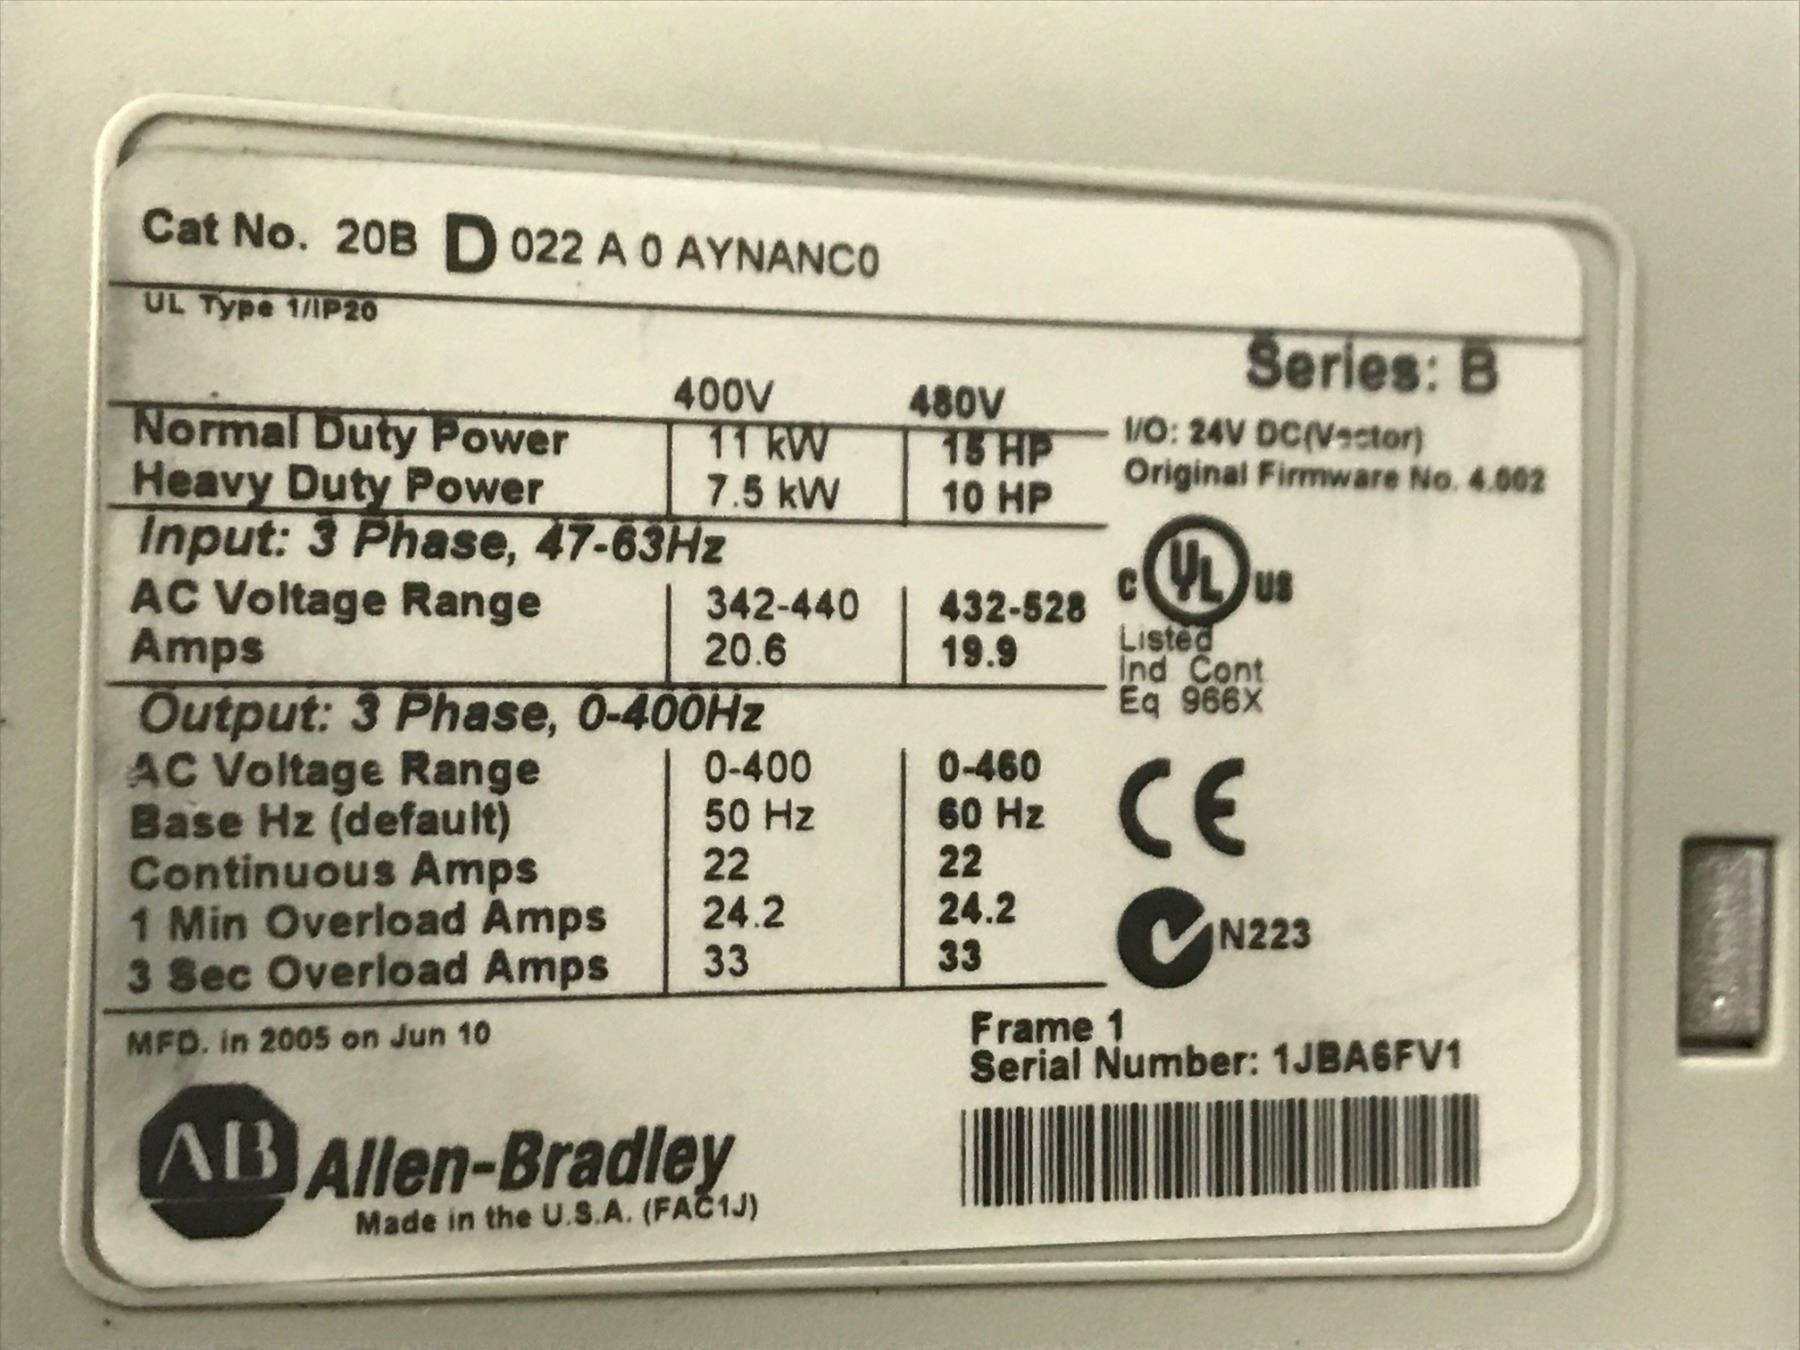 Cat No. 20B D 022 A 0 AYNANC0
UL Type 1/IP20
Series: B
400V 480V
Normal Duty Power 11 kW 15 HP
Heavy Duty Power 7.5 kW 10 HP
I/O: 24V DC(Vector)
Original Firmware No. 4.002
Input: 3 Phase, 47-63Hz
AC Voltage Range 342-440 432-528
Amps 20.6 19.9
C UL US
Listed
Ind Cont
Eq 966X
Output: 3 Phase, 0-400Hz
AC Voltage Range 0-400 0-460
Base Hz (default) 50 Hz 60 Hz
Continuous Amps 22 22
1 Min Overload Amps 24.2 24.2
3 Sec Overload Amps 33 33
CE
N223
MFD. in 2005 on Jun 10
Frame 1
Serial Number: 1JBA6FV1
AB Allen-Bradley
Made in the U.S.A. (FAC1J)